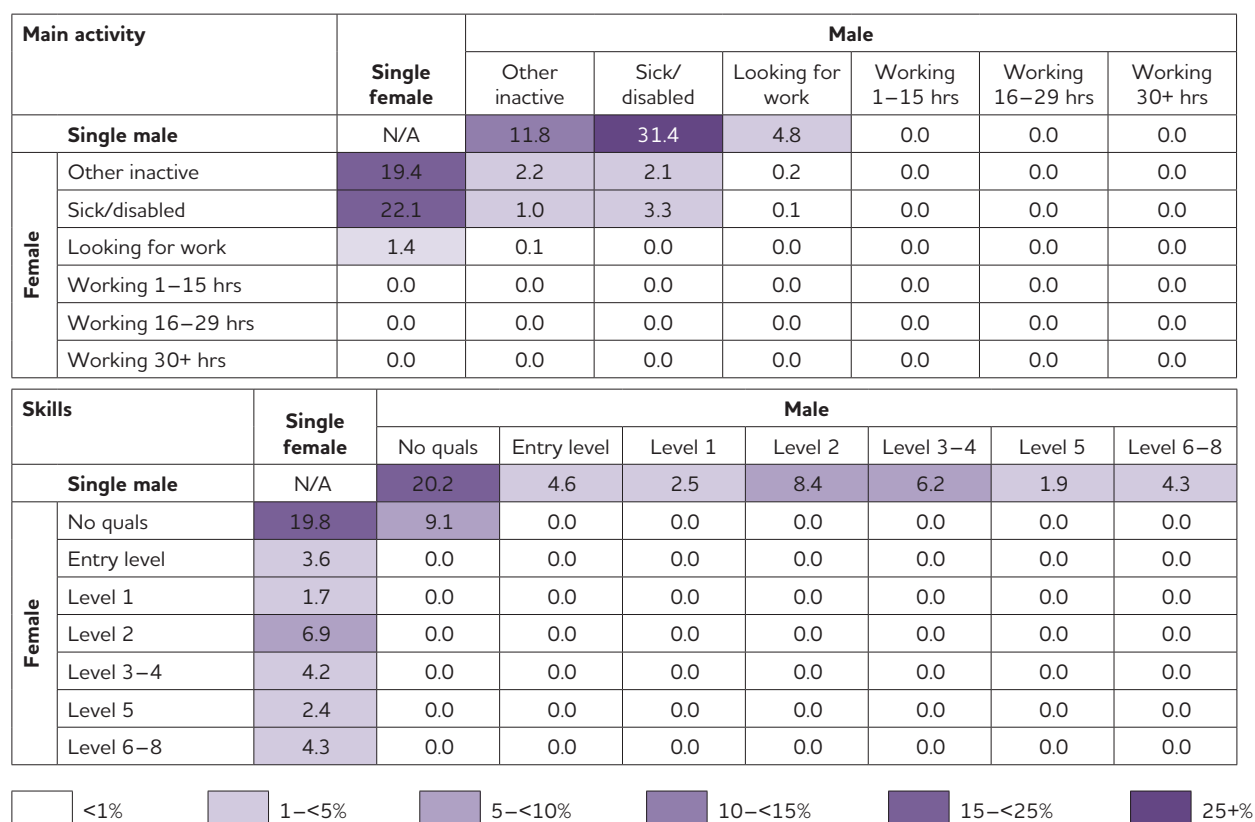 Main activity
Single female
Male
Other inactive
Sick/ disabled
Looking for work
Working 1–15 hrs
Working 16–29 hrs
Working 30+ hrs
Single male N/A 11.8 31.4 4.8 0.0 0.0 0.0
Female
Other inactive 19.4 2.2 2.1 0.2 0.0 0.0 0.0
Sick/disabled 22.1 1.0 3.3 0.1 0.0 0.0 0.0
Looking for work 1.4 0.1 0.0 0.0 0.0 0.0 0.0
Working 1–15 hrs 0.0 0.0 0.0 0.0 0.0 0.0 0.0
Working 16–29 hrs 0.0 0.0 0.0 0.0 0.0 0.0 0.0
Working 30+ hrs 0.0 0.0 0.0 0.0 0.0 0.0 0.0
Skills
Single female
Male
No quals Entry level Level 1 Level 2 Level 3–4 Level 5 Level 6–8
Single male N/A 20.2 4.6 2.5 8.4 6.2 1.9 4.3
Female
No quals 19.8 9.1 0.0 0.0 0.0 0.0 0.0 0.0
Entry level 3.6 0.0 0.0 0.0 0.0 0.0 0.0 0.0
Level 1 1.7 0.0 0.0 0.0 0.0 0.0 0.0 0.0
Level 2 6.9 0.0 0.0 0.0 0.0 0.0 0.0 0.0
Level 3–4 4.2 0.0 0.0 0.0 0.0 0.0 0.0 0.0
Level 5 2.4 0.0 0.0 0.0 0.0 0.0 0.0 0.0
Level 6–8 4.3 0.0 0.0 0.0 0.0 0.0 0.0 0.0
<1% 1–<5% 5–<10% 10–<15% 15–<25% 25+%